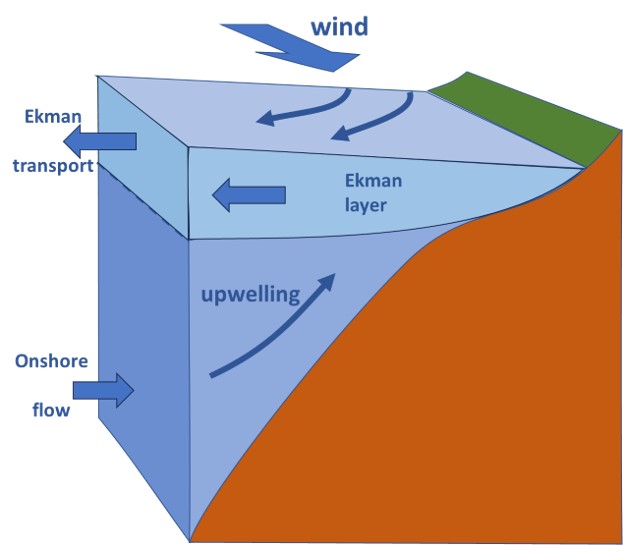 wind
Ekman
transport
Ekman
layer
upwelling
Onshore
flow